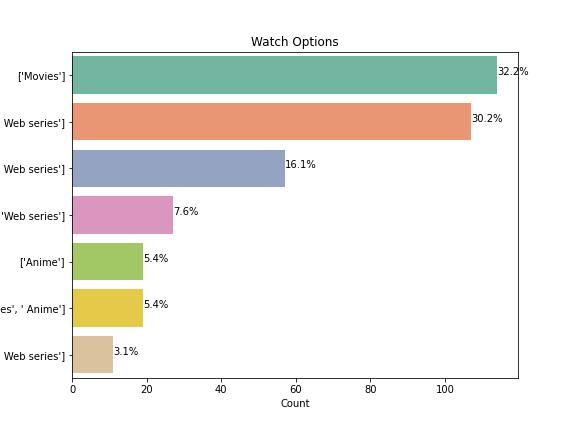 Watch Options
['Movies'] 32.2%
Web series'] 30.2%
Web series'] 16.1%
'Web series'] 7.6%
['Anime'] 5.4%
es', ' Anime'] 5.4%
Web series'] 3.1%
0 20 40 60 80 100
Count